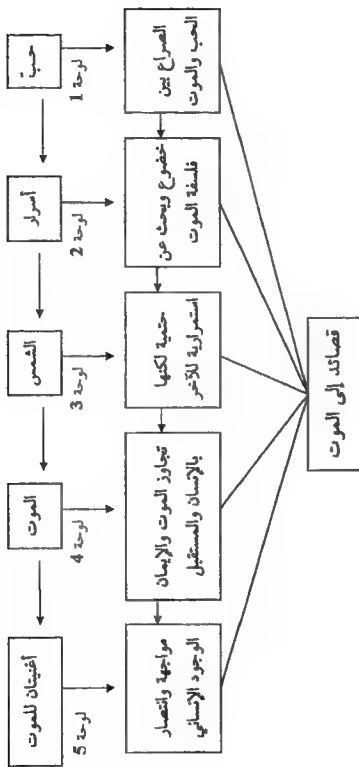 حب
لوحة 1
أسرار
لوحة 2
الشمس
لوحة 3
الموت
لوحة 4
أغنيتان للموت
لوحة 5
الصراع بين
الحب والموت
خضوع وبحث عن
فلسفة الموت
حتمية لكنها
استمرارية للآخر
تجاوز الموت والإيمان
بالإنسان والمستقبل
مواجهة وانتصار
الوجود الإنساني
قصائد إلى الموت